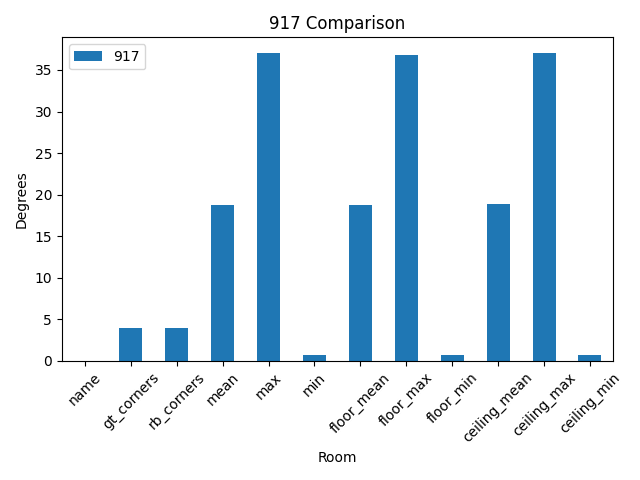 917 Comparison
917
Degrees
35
30
25
20
15
10
5
0
name
gt_corners
rb_corners
mean
max
min
floor_mean
floor_max
floor_min
ceiling_mean
ceiling_max
ceiling_min
Room